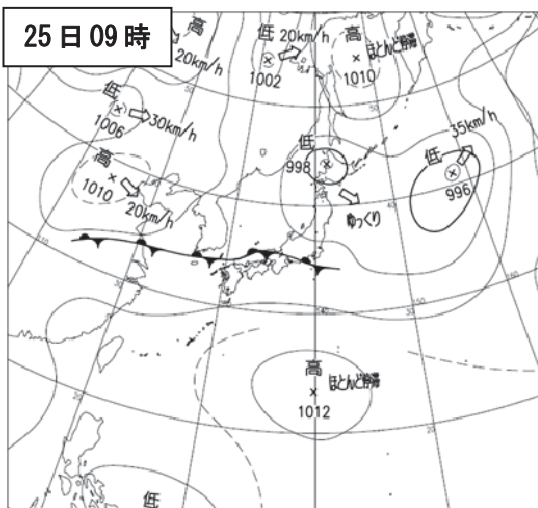 25日09時
高
20km/h
低
20km/h
1002
高
ほとんど停滞
1010
低
30km/h
1006
高
1010
20km/h
低
998
ゆっくり
低
35km/h
996
高
ほとんど停滞
1012
低